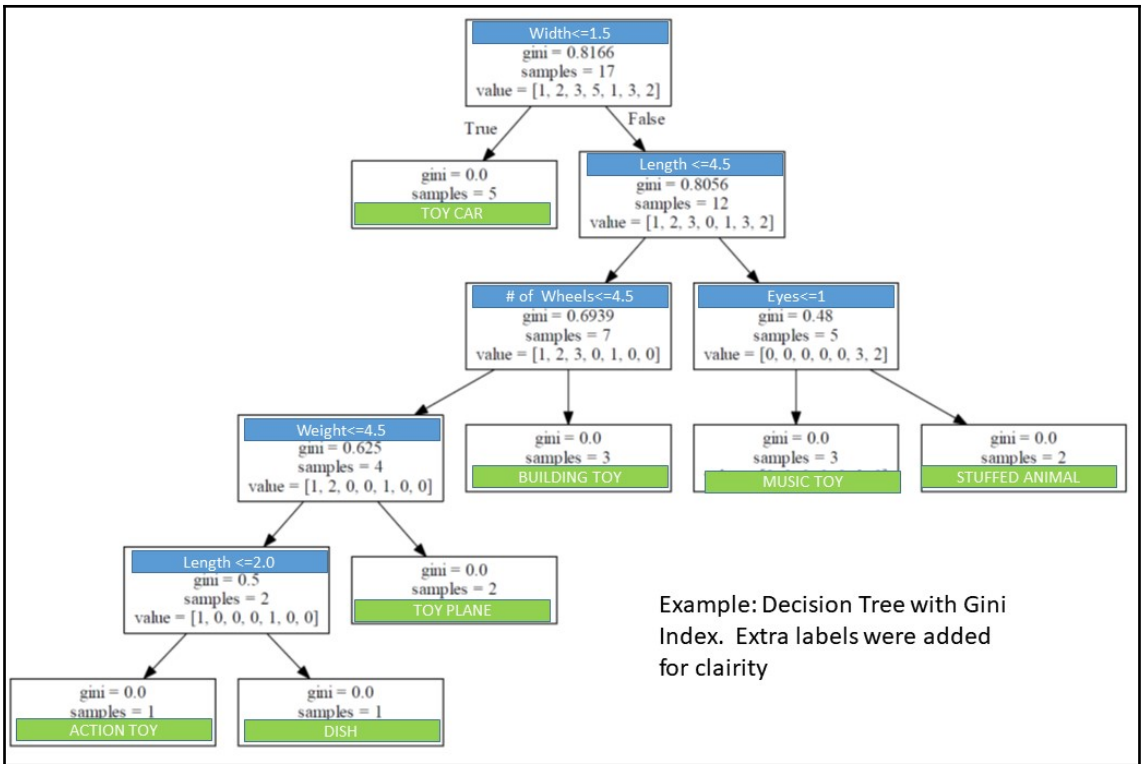 Width<=1.5
gini = 0.8166
samples = 17
value = [1, 2, 3, 5, 1, 3, 2]
True
False
gini = 0.0
samples = 5
TOY CAR
Length <=4.5
gini = 0.8056
samples = 12
value = [1, 2, 3, 0, 1, 3, 2]
# of Wheels<=4.5
gini = 0.6939
samples = 7
value = [1, 2, 3, 0, 1, 0, 0]
Eyes<=1
gini = 0.48
samples = 5
value = [0, 0, 0, 0, 0, 3, 2]
Weight<=4.5
gini = 0.625
samples = 4
value = [1, 2, 0, 0, 1, 0, 0]
gini = 0.0
samples = 3
BUILDING TOY
gini = 0.0
samples = 3
MUSIC TOY
gini = 0.0
samples = 2
STUFFED ANIMAL
Length <=2.0
gini = 0.5
samples = 2
value = [1, 0, 0, 0, 1, 0, 0]
gini = 0.0
samples = 2
TOY PLANE
Example: Decision Tree with Gini
Index. Extra labels were added
for clairity
gini = 0.0
samples = 1
ACTION TOY
gini = 0.0
samples = 1
DISH